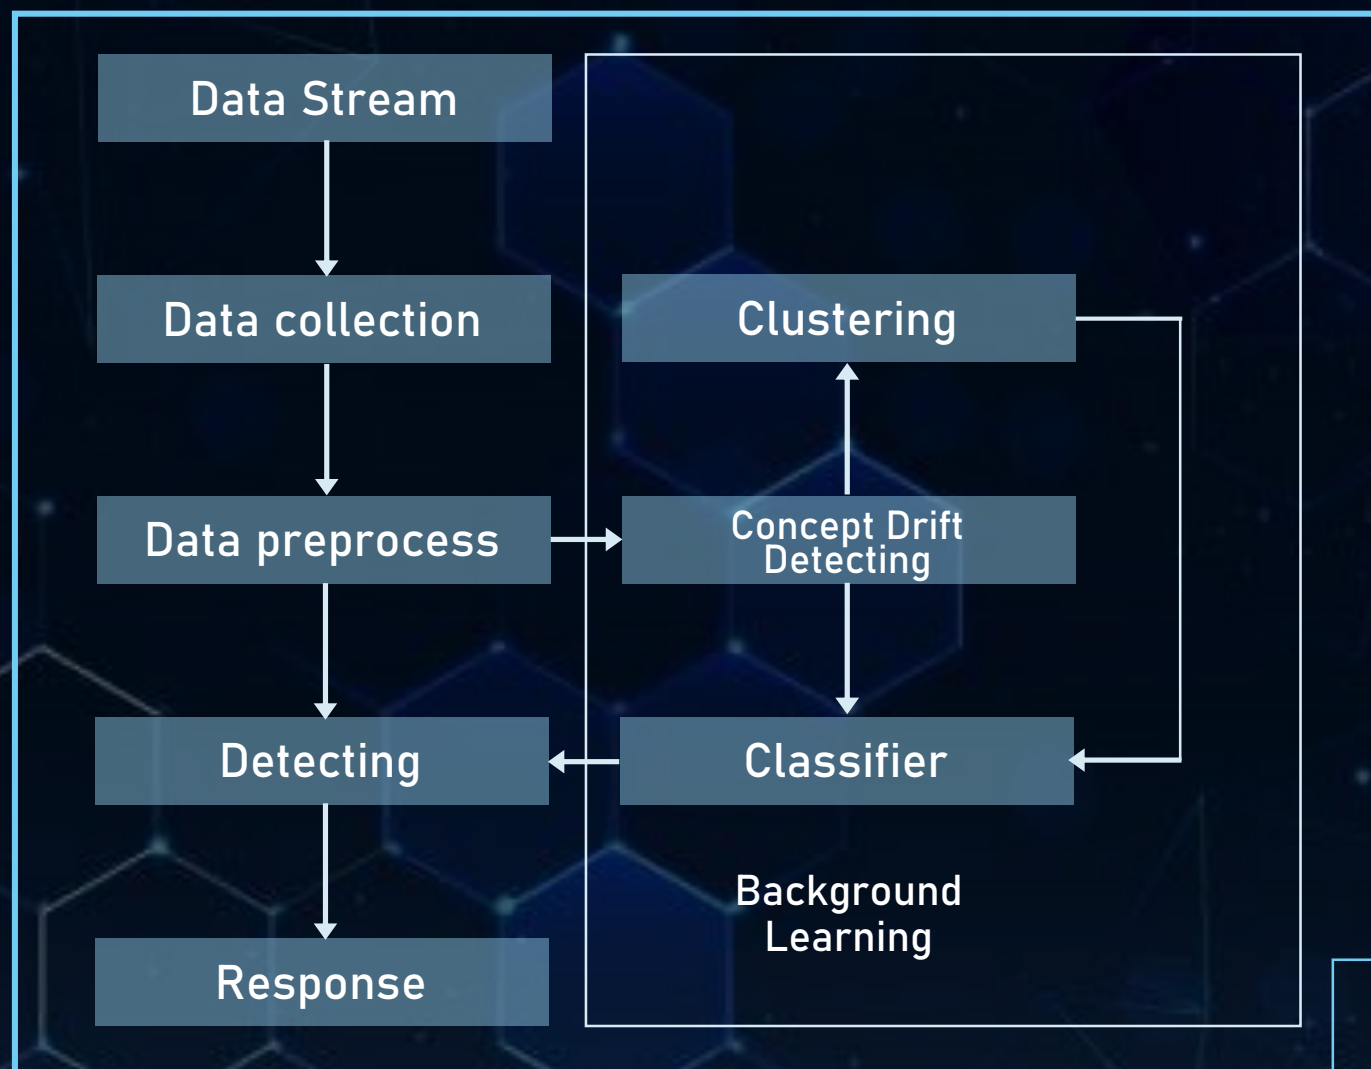 Data Stream
Data collection
Data preprocess
Detecting
Response
Clustering
Concept Drift
Detecting
Classifier
Background
Learning